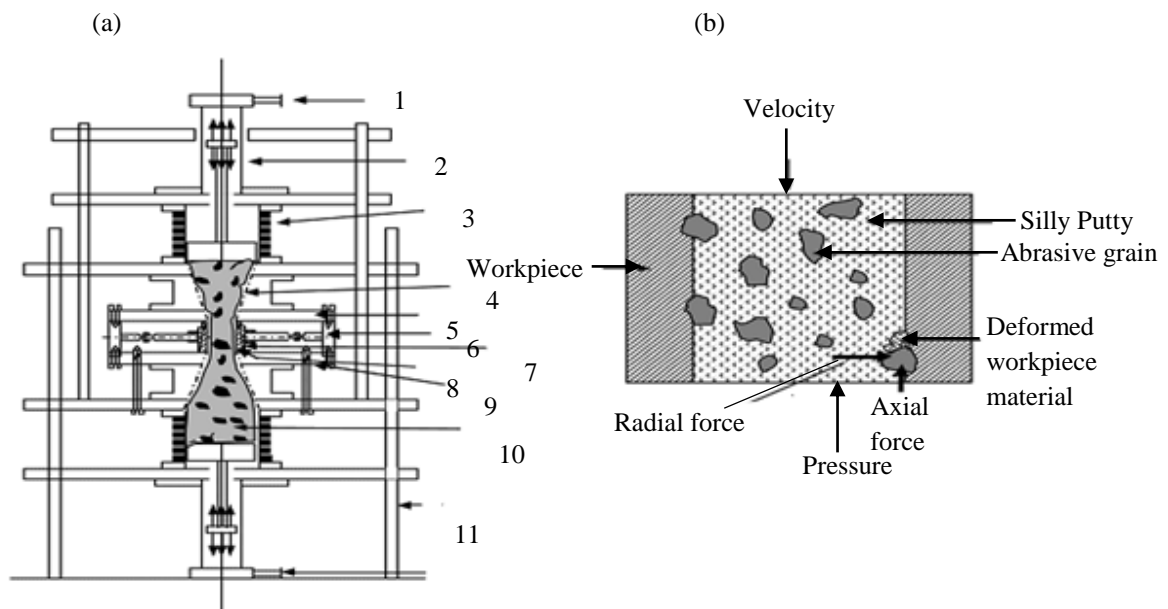 (a)
(b)
1
2
3
4
5
6
7
8
9
10
11
Velocity
Silly Putty
Abrasive grain
Workpiece
Deformed
workpiece
material
Radial force
Axial
force
Pressure